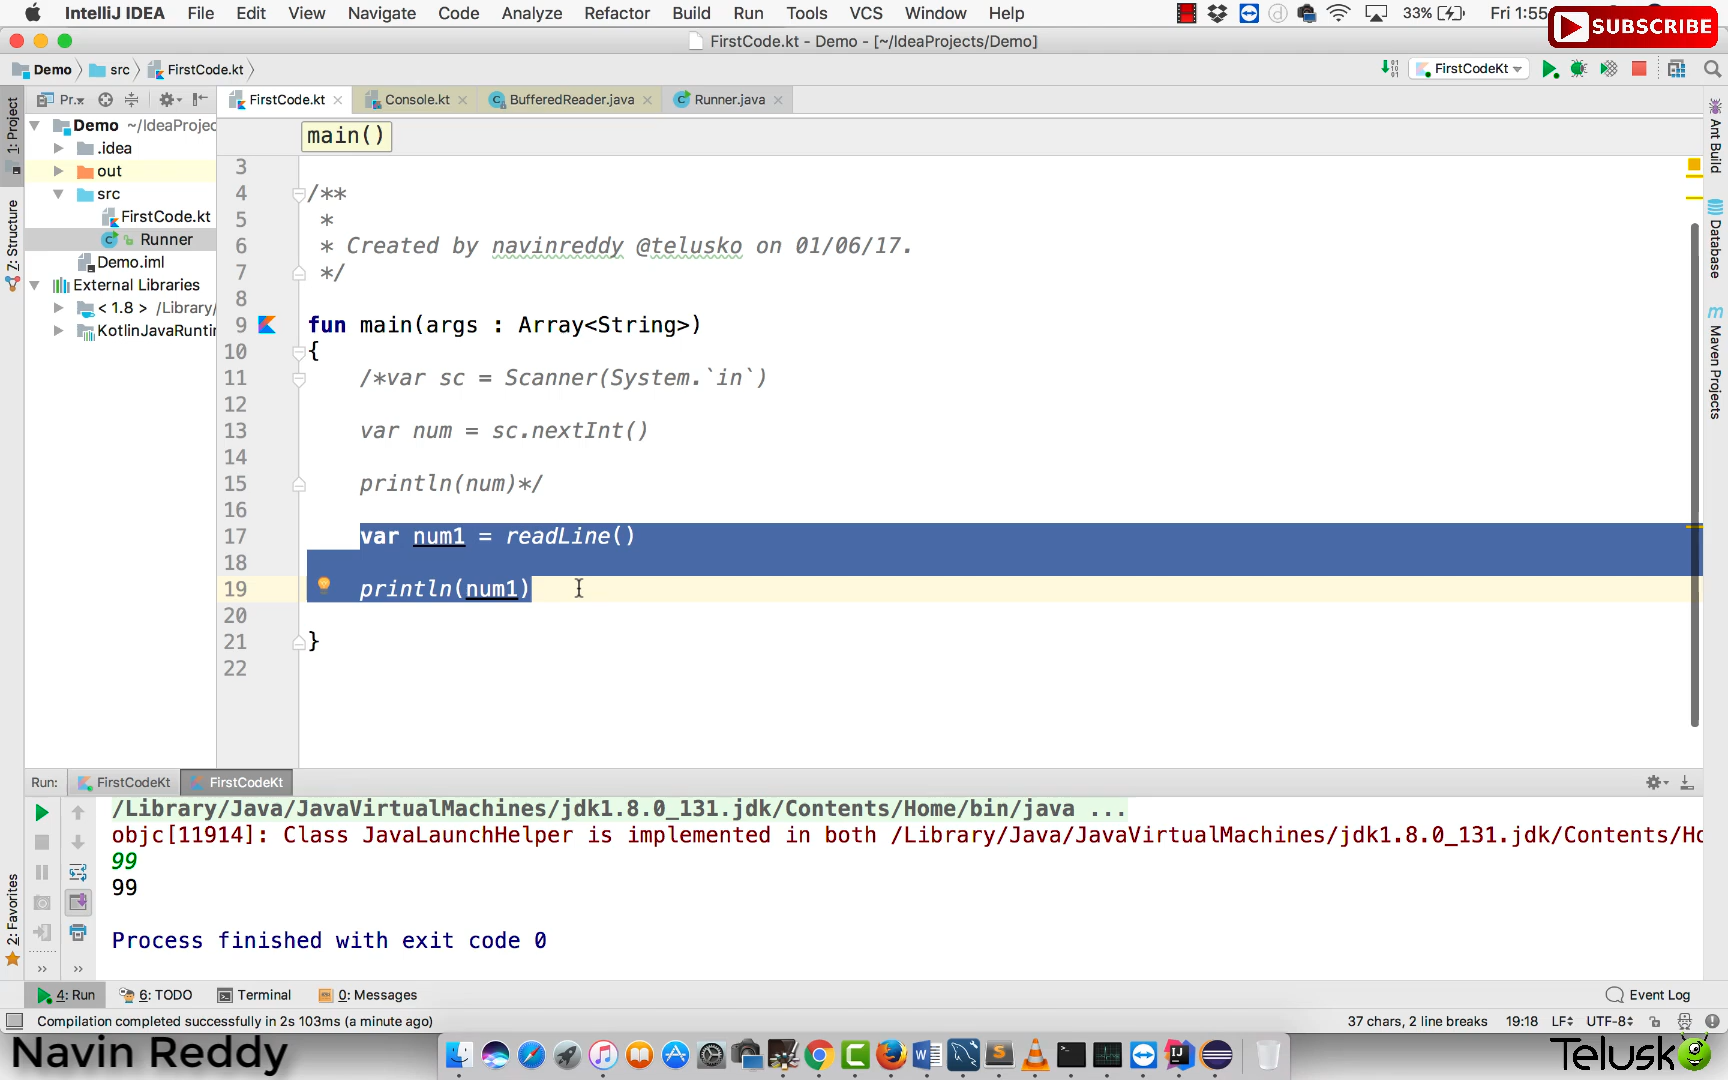 IntelliJ IDEA File Edit View Navigate Code Analyze Refactor Build Run Tools VCS Window Help 33% Fri 1:55
SUBSCRIBE
FirstCode.kt - Demo - [~/IdeaProjects/Demo]
Demo src FirstCode.kt FirstCodeKt
Pr.. FirstCode.kt Console.kt BufferedReader.java Runner.java
1: Project
7: Structure
2: Favorites
Demo ~/IdeaProjec
.idea
out
src
FirstCode.kt
Runner
Demo.iml
External Libraries
< 1.8 > /Library/
KotlinJavaRunti
main()
3
4 /**
5 *
6 * Created by navinreddy @telusko on 01/06/17.
7 */
8
9 fun main(args : Array<String>)
10 {
11 /*var sc = Scanner(System.`in`)
12
13 var num = sc.nextInt()
14
15 println(num)*/
16
17 var num1 = readLine()
18
19 println(num1)
20
21 }
22
Ant Build
Database
Maven Projects
Run: FirstCodeKt FirstCodeKt
/Library/Java/JavaVirtualMachines/jdk1.8.0_131.jdk/Contents/Home/bin/java ...
objc[11914]: Class JavaLaunchHelper is implemented in both /Library/Java/JavaVirtualMachines/jdk1.8.0_131.jdk/Contents/Ho
99
99
Process finished with exit code 0
4: Run 6: TODO Terminal 0: Messages Event Log
Compilation completed successfully in 2s 103ms (a minute ago) 37 chars, 2 line breaks 19:18 LF UTF-8
Navin Reddy
Telusko